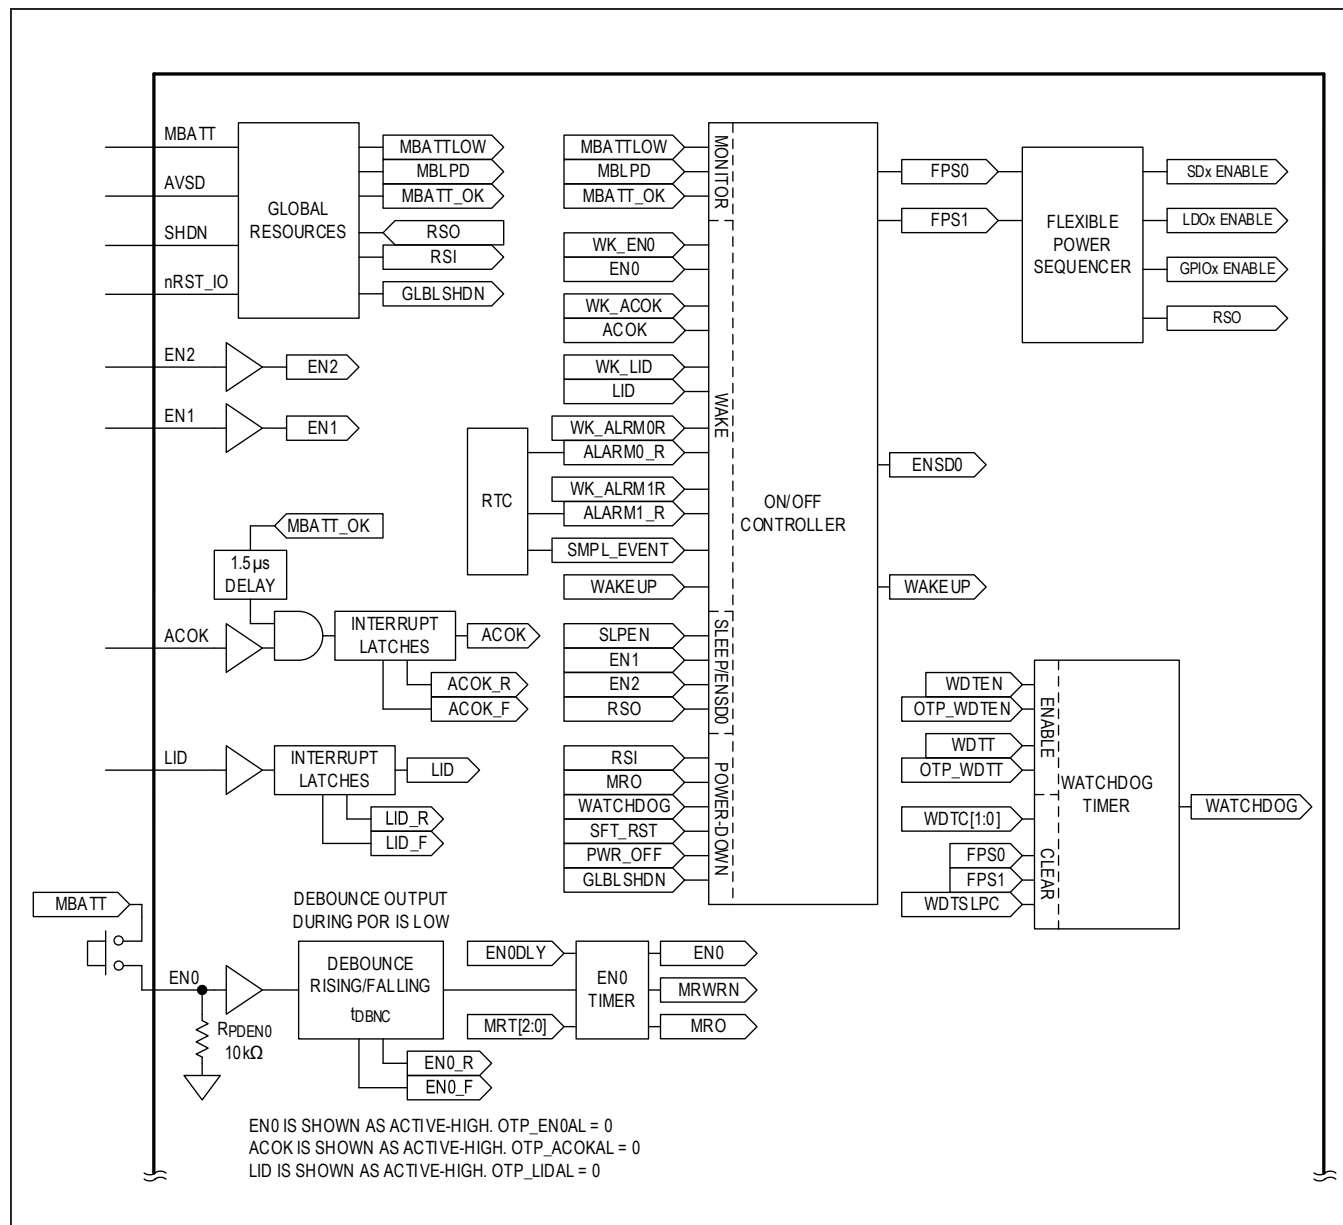 MBATT
AVSD
SHDN
nRST_IO
GLOBAL
RESOURCES
MBATTLOW
MBLPD
MBATT_OK
RSO
RSI
GLBLSHDN
EN2
EN2
EN1
EN1
MBATT_OK
1.5µs
DELAY
ACOK
INTERRUPT
LATCHES
ACOK
ACOK_R
ACOK_F
LID
INTERRUPT
LATCHES
LID
LID_R
LID_F
MBATT
EN0
RPDEN0
10kΩ
DEBOUNCE OUTPUT
DURING POR IS LOW
DEBOUNCE
RISING/FALLING
tDBNC
EN0_R
EN0_F
EN0DLY
MRT[2:0]
EN0
TIMER
EN0
MRWRN
MRO
RTC
MBATTLOW
MBLPD
MBATT_OK
WK_EN0
EN0
WK_ACOK
ACOK
WK_LID
LID
WK_ALRM0R
ALARM0_R
WK_ALRM1R
ALARM1_R
SMPL_EVENT
WAKEUP
SLPEN
EN1
EN2
RSO
RSI
MRO
WATCHDOG
SFT_RST
PWR_OFF
GLBLSHDN
MONITOR
WAKE
SLEEP/ENSD0
POWER-DOWN
ON/OFF
CONTROLLER
FPS0
FPS1
ENSD0
WAKEUP
FLEXIBLE
POWER
SEQUENCER
SDx ENABLE
LDOx ENABLE
GPIOx ENABLE
RSO
WDTEN
OTP_WDTEN
WDTT
OTP_WDTT
WDTC[1:0]
FPS0
FPS1
WDTSLPC
ENABLE
CLEAR
WATCHDOG
TIMER
WATCHDOG
EN0 IS SHOWN AS ACTIVE-HIGH. OTP_EN0AL = 0
ACOK IS SHOWN AS ACTIVE-HIGH. OTP_ACOKAL = 0
LID IS SHOWN AS ACTIVE-HIGH. OTP_LIDAL = 0